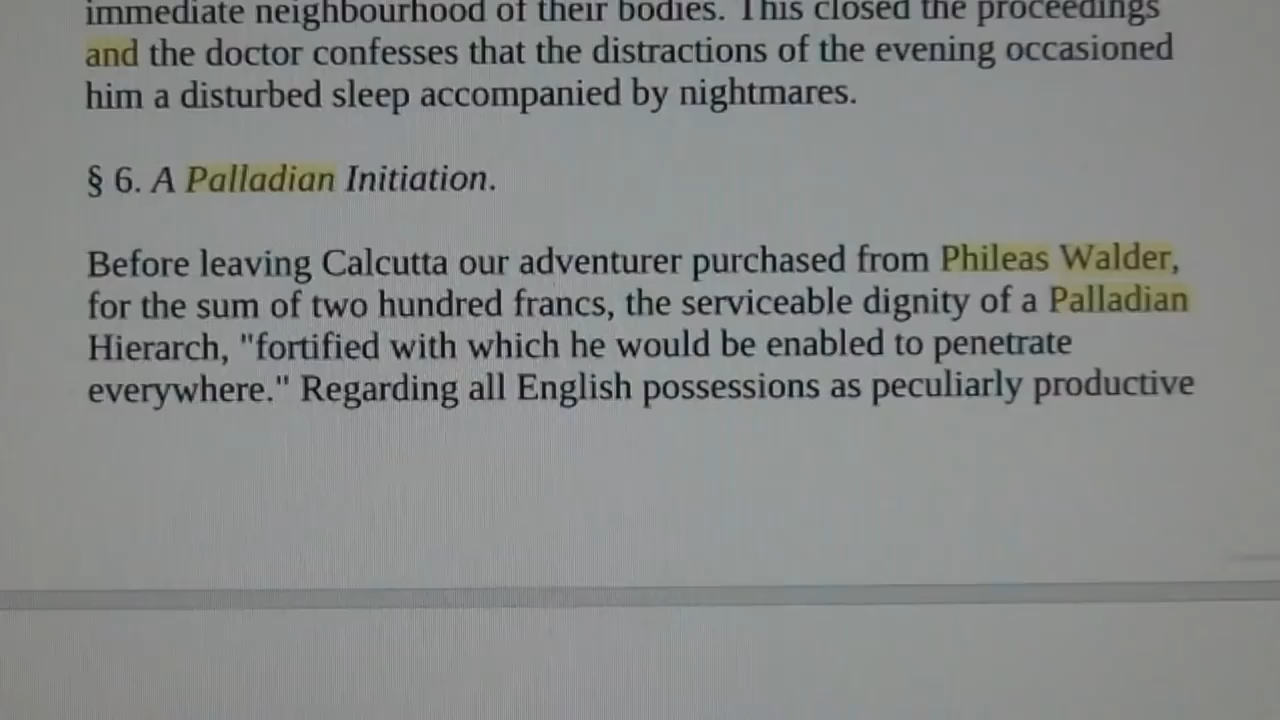 immediate neighbourhood of their bodies. This closed the proceedings
and the doctor confesses that the distractions of the evening occasioned
him a disturbed sleep accompanied by nightmares.
§ 6. A Palladian Initiation.
Before leaving Calcutta our adventurer purchased from Phileas Walder,
for the sum of two hundred francs, the serviceable dignity of a Palladian
Hierarch, "fortified with which he would be enabled to penetrate
everywhere." Regarding all English possessions as peculiarly productive